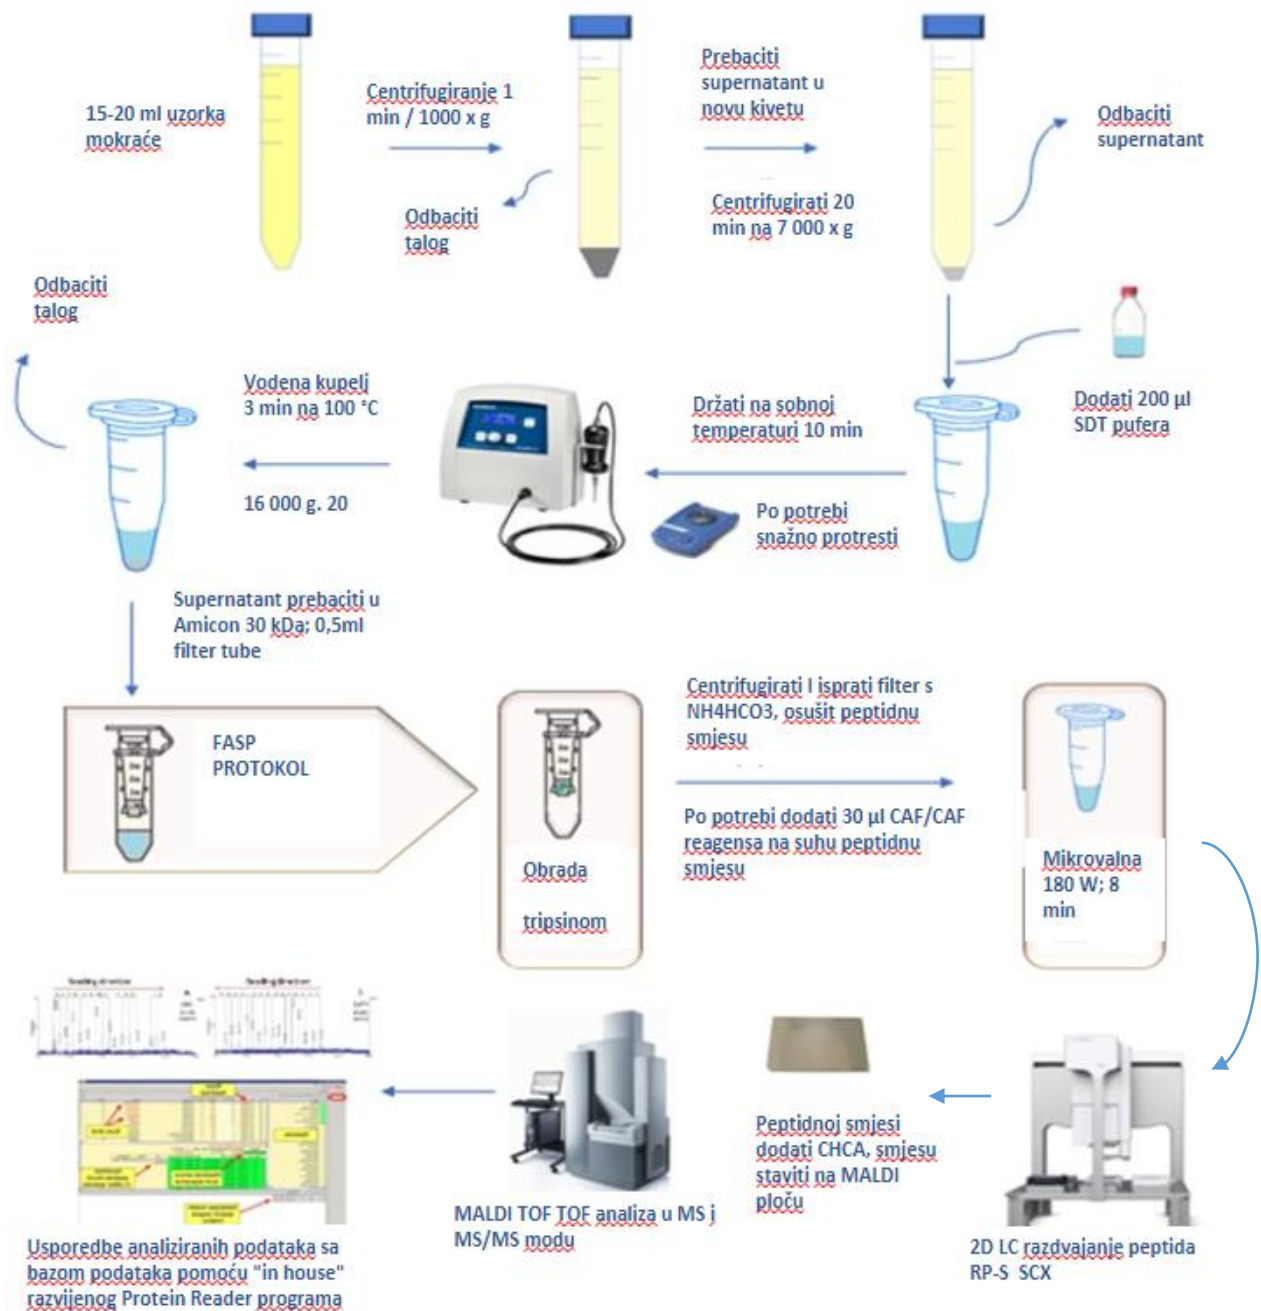 15-20 ml uzorka
mokraće
Centrifugiranje 1
min / 1000 x g
Odbaciti
talog
Prebaciti
supernatant u
novu kivetu
Centrifugirati 20
min na 7 000 x g
Odbaciti
supernatant
Dodati 200 µl
SDT pufera
Držati na sobnoj
temperaturi 10 min
Po potrebi
snažno protresti
Vodena kupelj
3 min na 100 °C
16 000 g. 20
Odbaciti
talog
Supernatant prebaciti u
Amicon 30 kDa; 0,5ml
filter tube
FASP
PROTOKOL
Obrada
tripsinom
Centrifugirati I isprati filter s
NH4HCO3, osušit peptidnu
smjesu
Po potrebi dodati 30 µl CAF/CAF
reagensa na suhu peptidnu
smjesu
Mikrovalna
180 W; 8
min
2D LC razdvajanje peptida
RP-S SCX
Peptidnoj smjesi
dodati CHCA, smjesu
staviti na MALDI
ploču
MALDI TOF TOF analiza u MS i
MS/MS modu
Usporedbe analiziranih podataka sa
bazom podataka pomoću "in house"
razvijenog Protein Reader programa